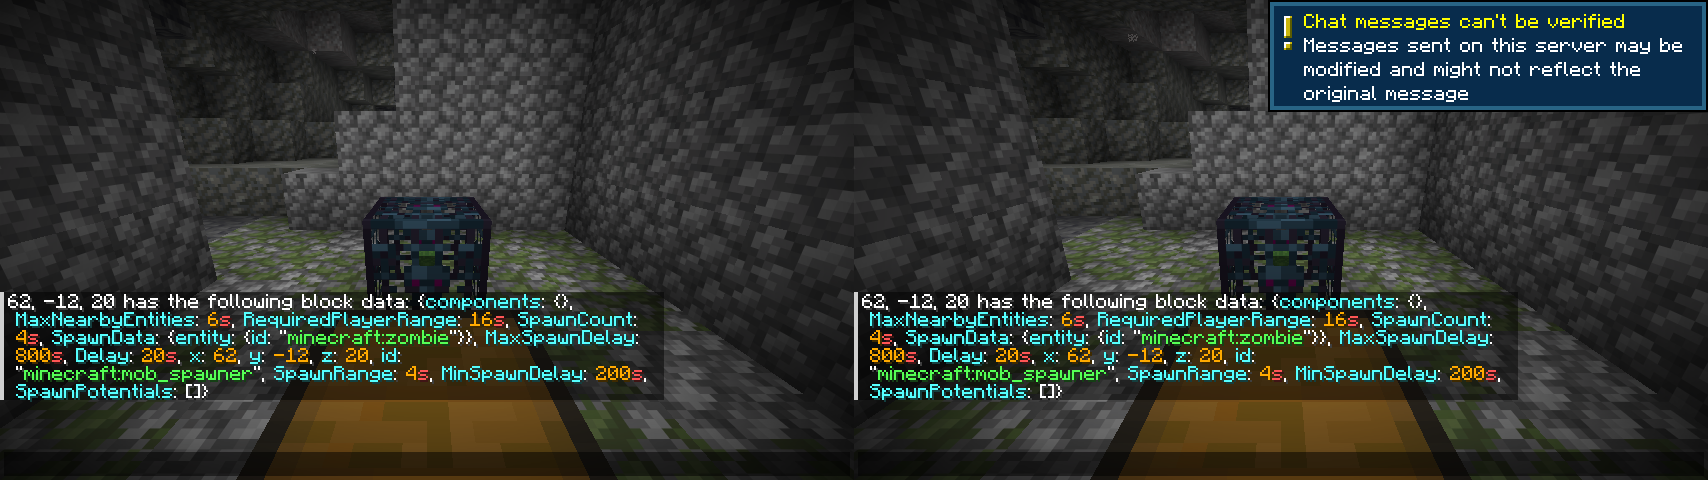 62, -12, 20 has the following block data: {components: {},
MaxNearbyEntities: 6s, RequiredPlayerRange: 16s, SpawnCount:
4s, SpawnData: {entity: {id: "minecraft:zombie"}}, MaxSpawnDelay:
800s, Delay: 20s, x: 62, y: -12, z: 20, id:
"minecraft:mob_spawner", SpawnRange: 4s, MinSpawnDelay: 200s,
SpawnPotentials: []}
Chat messages can't be verified
Messages sent on this server may be
modified and might not reflect the
original message
62, -12, 20 has the following block data: {components: {},
MaxNearbyEntities: 6s, RequiredPlayerRange: 16s, SpawnCount:
4s, SpawnData: {entity: {id: "minecraft:zombie"}}, MaxSpawnDelay:
800s, Delay: 20s, x: 62, y: -12, z: 20, id:
"minecraft:mob_spawner", SpawnRange: 4s, MinSpawnDelay: 200s,
SpawnPotentials: []}